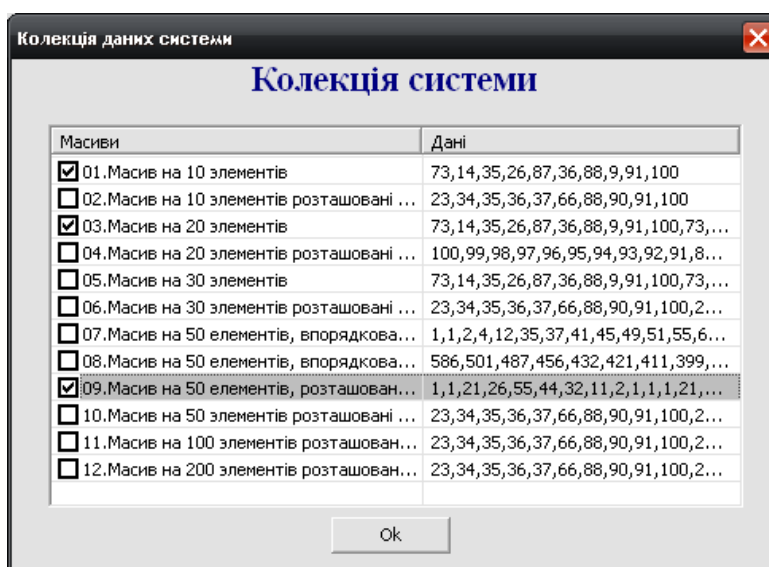 Колекція даних системи
Колекція системи
Масиви Дані
01.Масив на 10 элементів 73,14,35,26,87,36,88,9,91,100
02.Масив на 10 элементів розташовані ... 23,34,35,36,37,66,88,90,91,100
03.Масив на 20 элементів 73,14,35,26,87,36,88,9,91,100,73,...
04.Масив на 20 элементів розташовані ... 100,99,98,97,96,95,94,93,92,91,8...
05.Масив на 30 элементів 73,14,35,26,87,36,88,9,91,100,73,...
06.Масив на 30 элементів розташовані ... 23,34,35,36,37,66,88,90,91,100,2...
07.Масив на 50 елементів, впорядкова... 1,1,2,4,12,35,37,41,45,49,51,55,6...
08.Масив на 50 елементів, впорядкова... 586,501,487,456,432,421,411,399,...
09.Масив на 50 елементів, розташован... 1,1,21,26,55,44,32,11,2,1,1,1,21,...
10.Масив на 50 элементів розташовані ... 23,34,35,36,37,66,88,90,91,100,2...
11.Масив на 100 элементів розташован... 23,34,35,36,37,66,88,90,91,100,2...
12.Масив на 200 элементів розташован... 23,34,35,36,37,66,88,90,91,100,2...
Ok